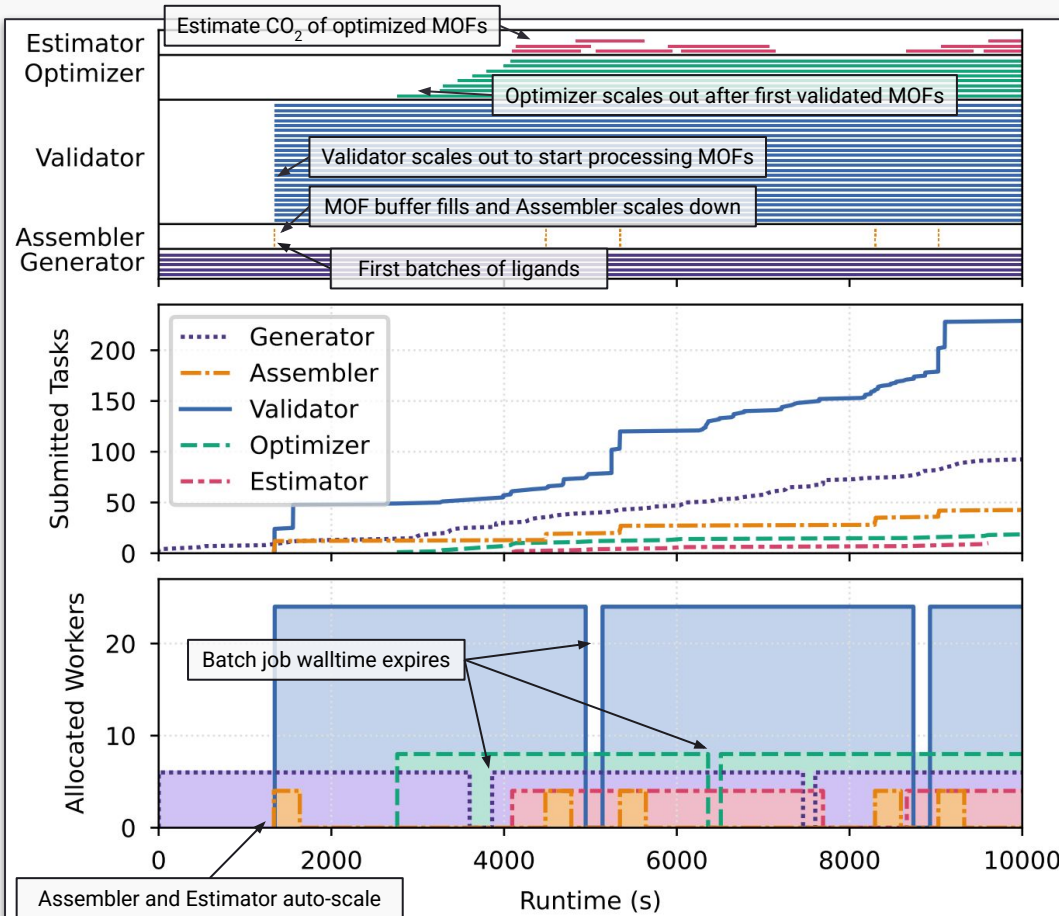 Estimate CO₂ of optimized MOFs
Estimator
Optimizer
Optimizer scales out after first validated MOFs
Validator
Validator scales out to start processing MOFs
MOF buffer fills and Assembler scales down
Assembler
Generator
First batches of ligands
Submitted Tasks
200
150
100
50
0
Generator
Assembler
Validator
Optimizer
Estimator
Allocated Workers
20
10
0
Batch job walltime expires
0 2000 4000 6000 8000 10000
Runtime (s)
Assembler and Estimator auto-scale